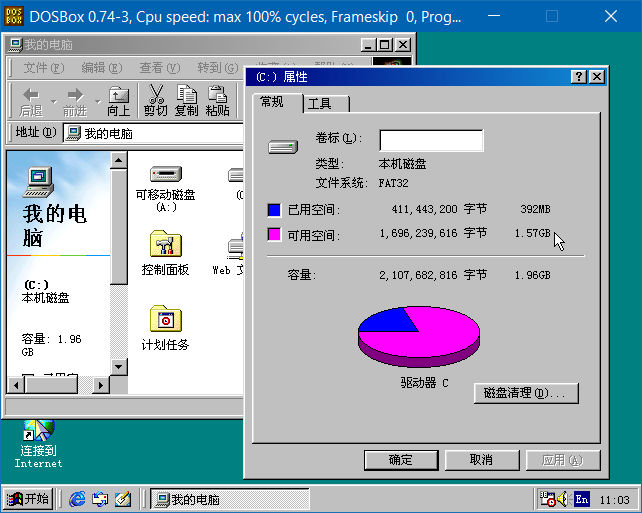 DOSBox 0.74-3, Cpu speed: max 100% cycles, Frameskip 0, Prog...
我的电脑
文件(F) 编辑(E) 查看(V) 转到(G)
后退 前进 向上 剪切 复制 粘贴
地址(D) 我的电脑
我的电脑
(C:)
本机磁盘
容量: 1.96
GB
可移动磁盘
(A:)
控制面板
Web 文
计划任务
(C:) 属性
常规 工具
卷标(L):
类型: 本机磁盘
文件系统: FAT32
已用空间: 411,443,200 字节 392MB
可用空间: 1,696,239,616 字节 1.57GB
容量: 2,107,682,816 字节 1.96GB
驱动器 C
磁盘清理(D)...
确定 取消 应用(A)
连接到
Internet
开始 我的电脑 En 11:03